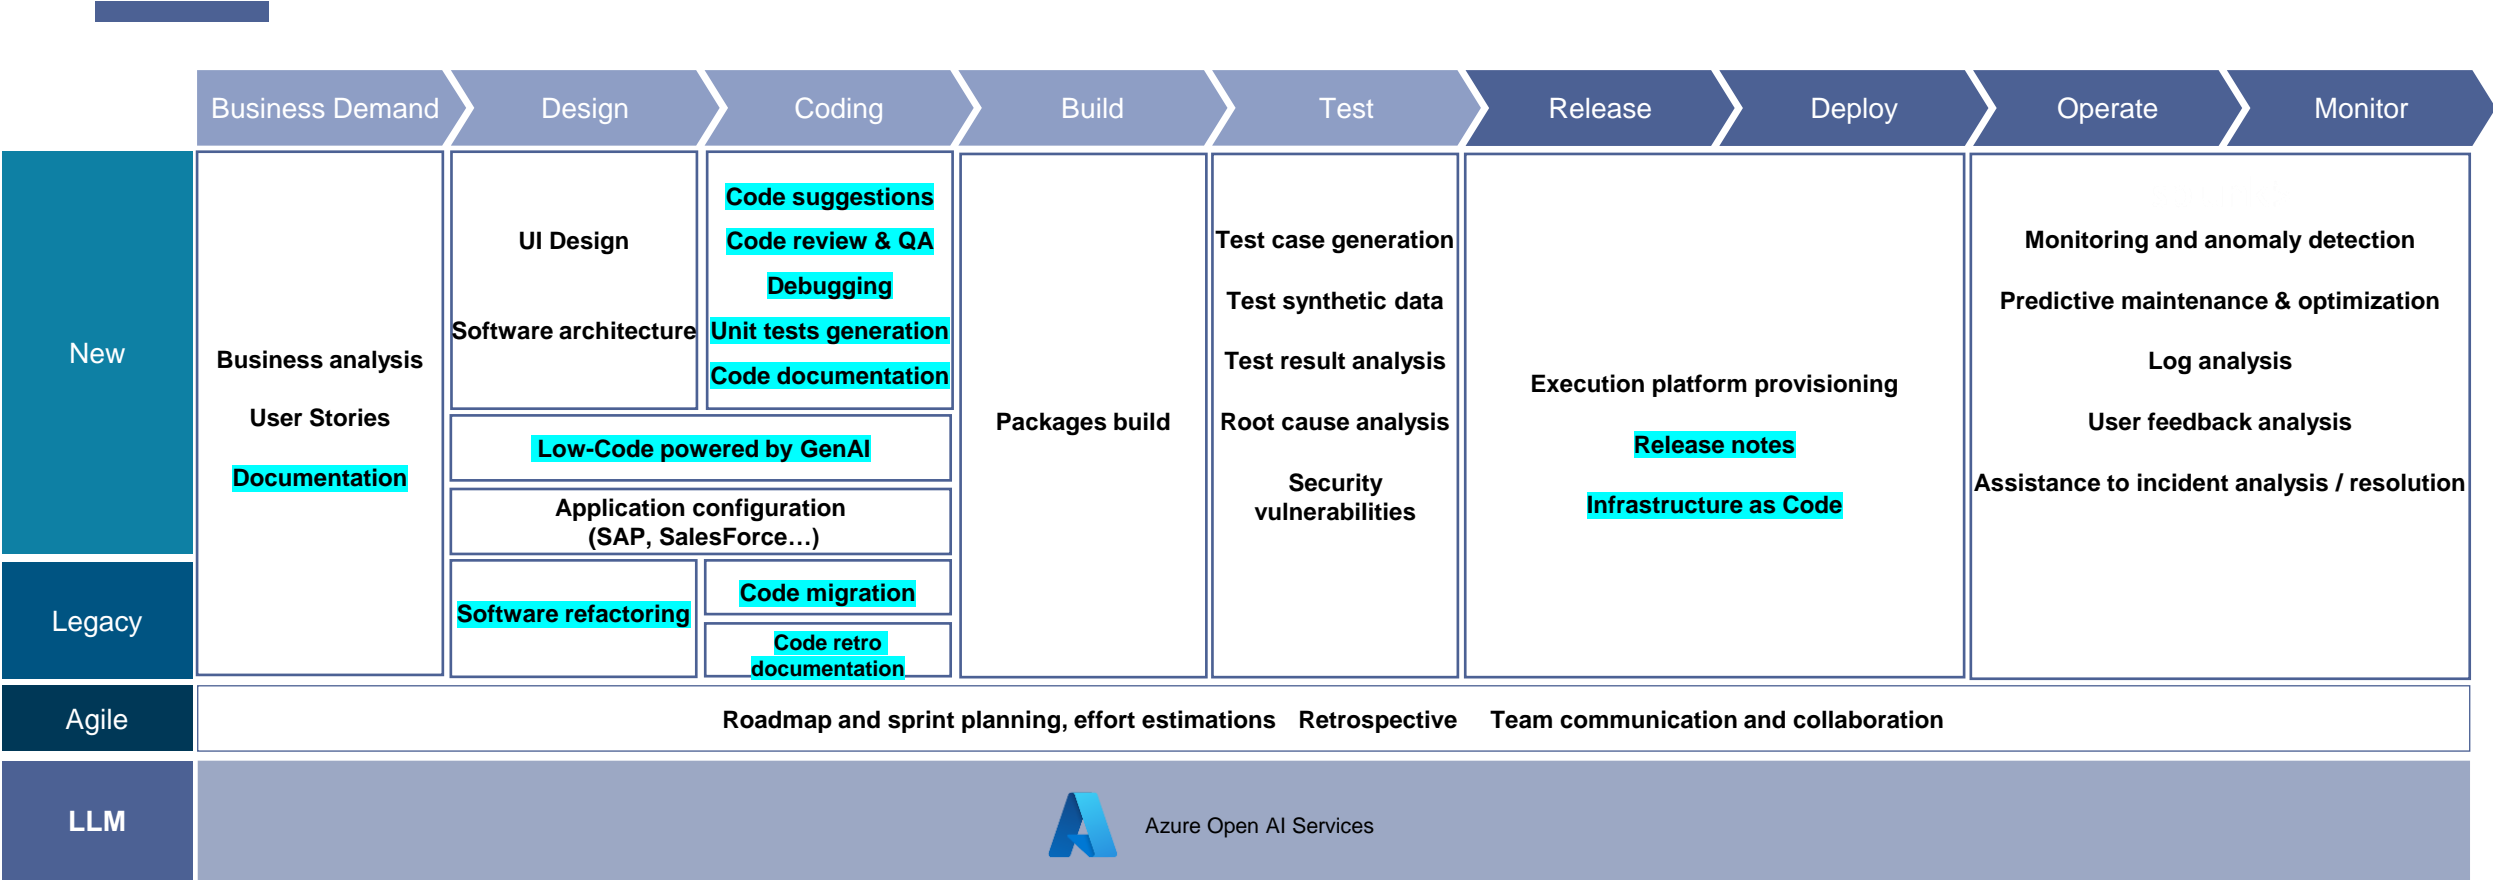 Business Demand
Design
Coding
Build
Test
Release
Deploy
Operate
Monitor
New
Business analysis
User Stories
Documentation
UI Design
Software architecture
Code suggestions
Code review & QA
Debugging
Unit tests generation
Code documentation
Low-Code powered by GenAI
Application configuration
(SAP, SalesForce…)
Packages build
Test case generation
Test synthetic data
Test result analysis
Root cause analysis
Security
vulnerabilities
Execution platform provisioning
Release notes
Infrastructure as Code
Monitoring and anomaly detection
Predictive maintenance & optimization
Log analysis
User feedback analysis
Assistance to incident analysis / resolution
Legacy
Software refactoring
Code migration
Code retro
documentation
Agile
Roadmap and sprint planning, effort estimations Retrospective Team communication and collaboration
LLM
Azure Open AI Services